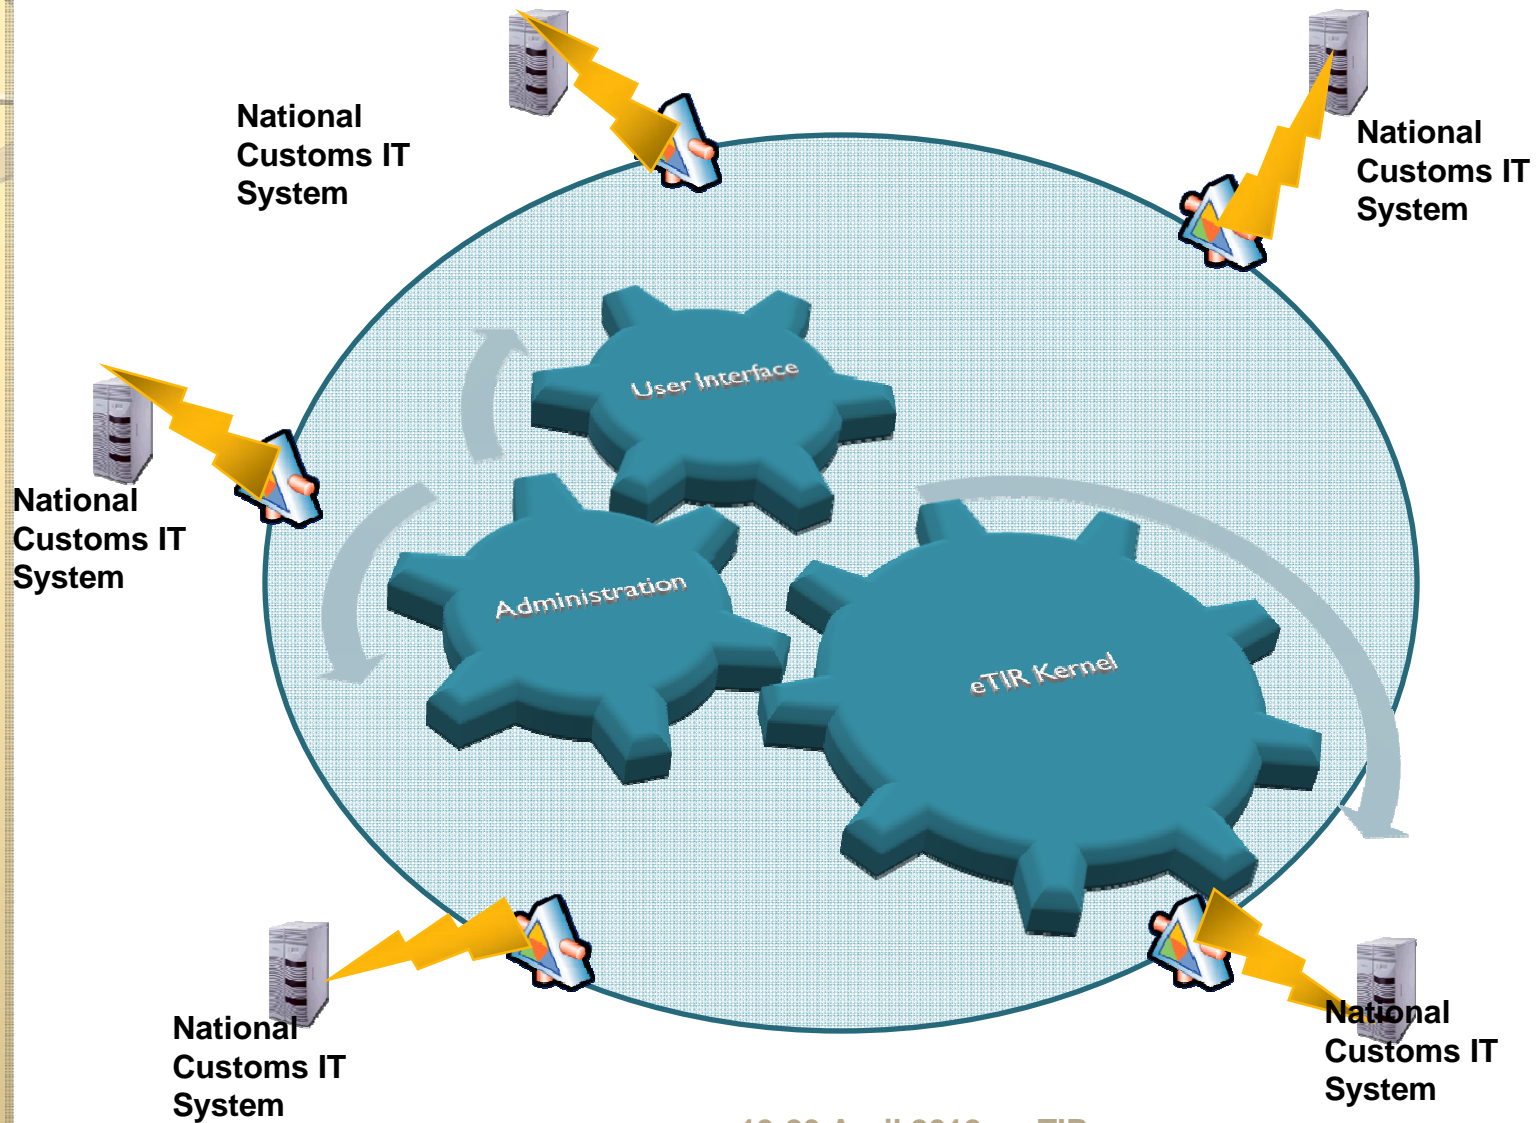 National
Customs IT
System
National
Customs IT
System
User Interface
National
Customs IT
System
Administration
eTIR Kernel
National
Customs IT
System
National
Customs IT
System